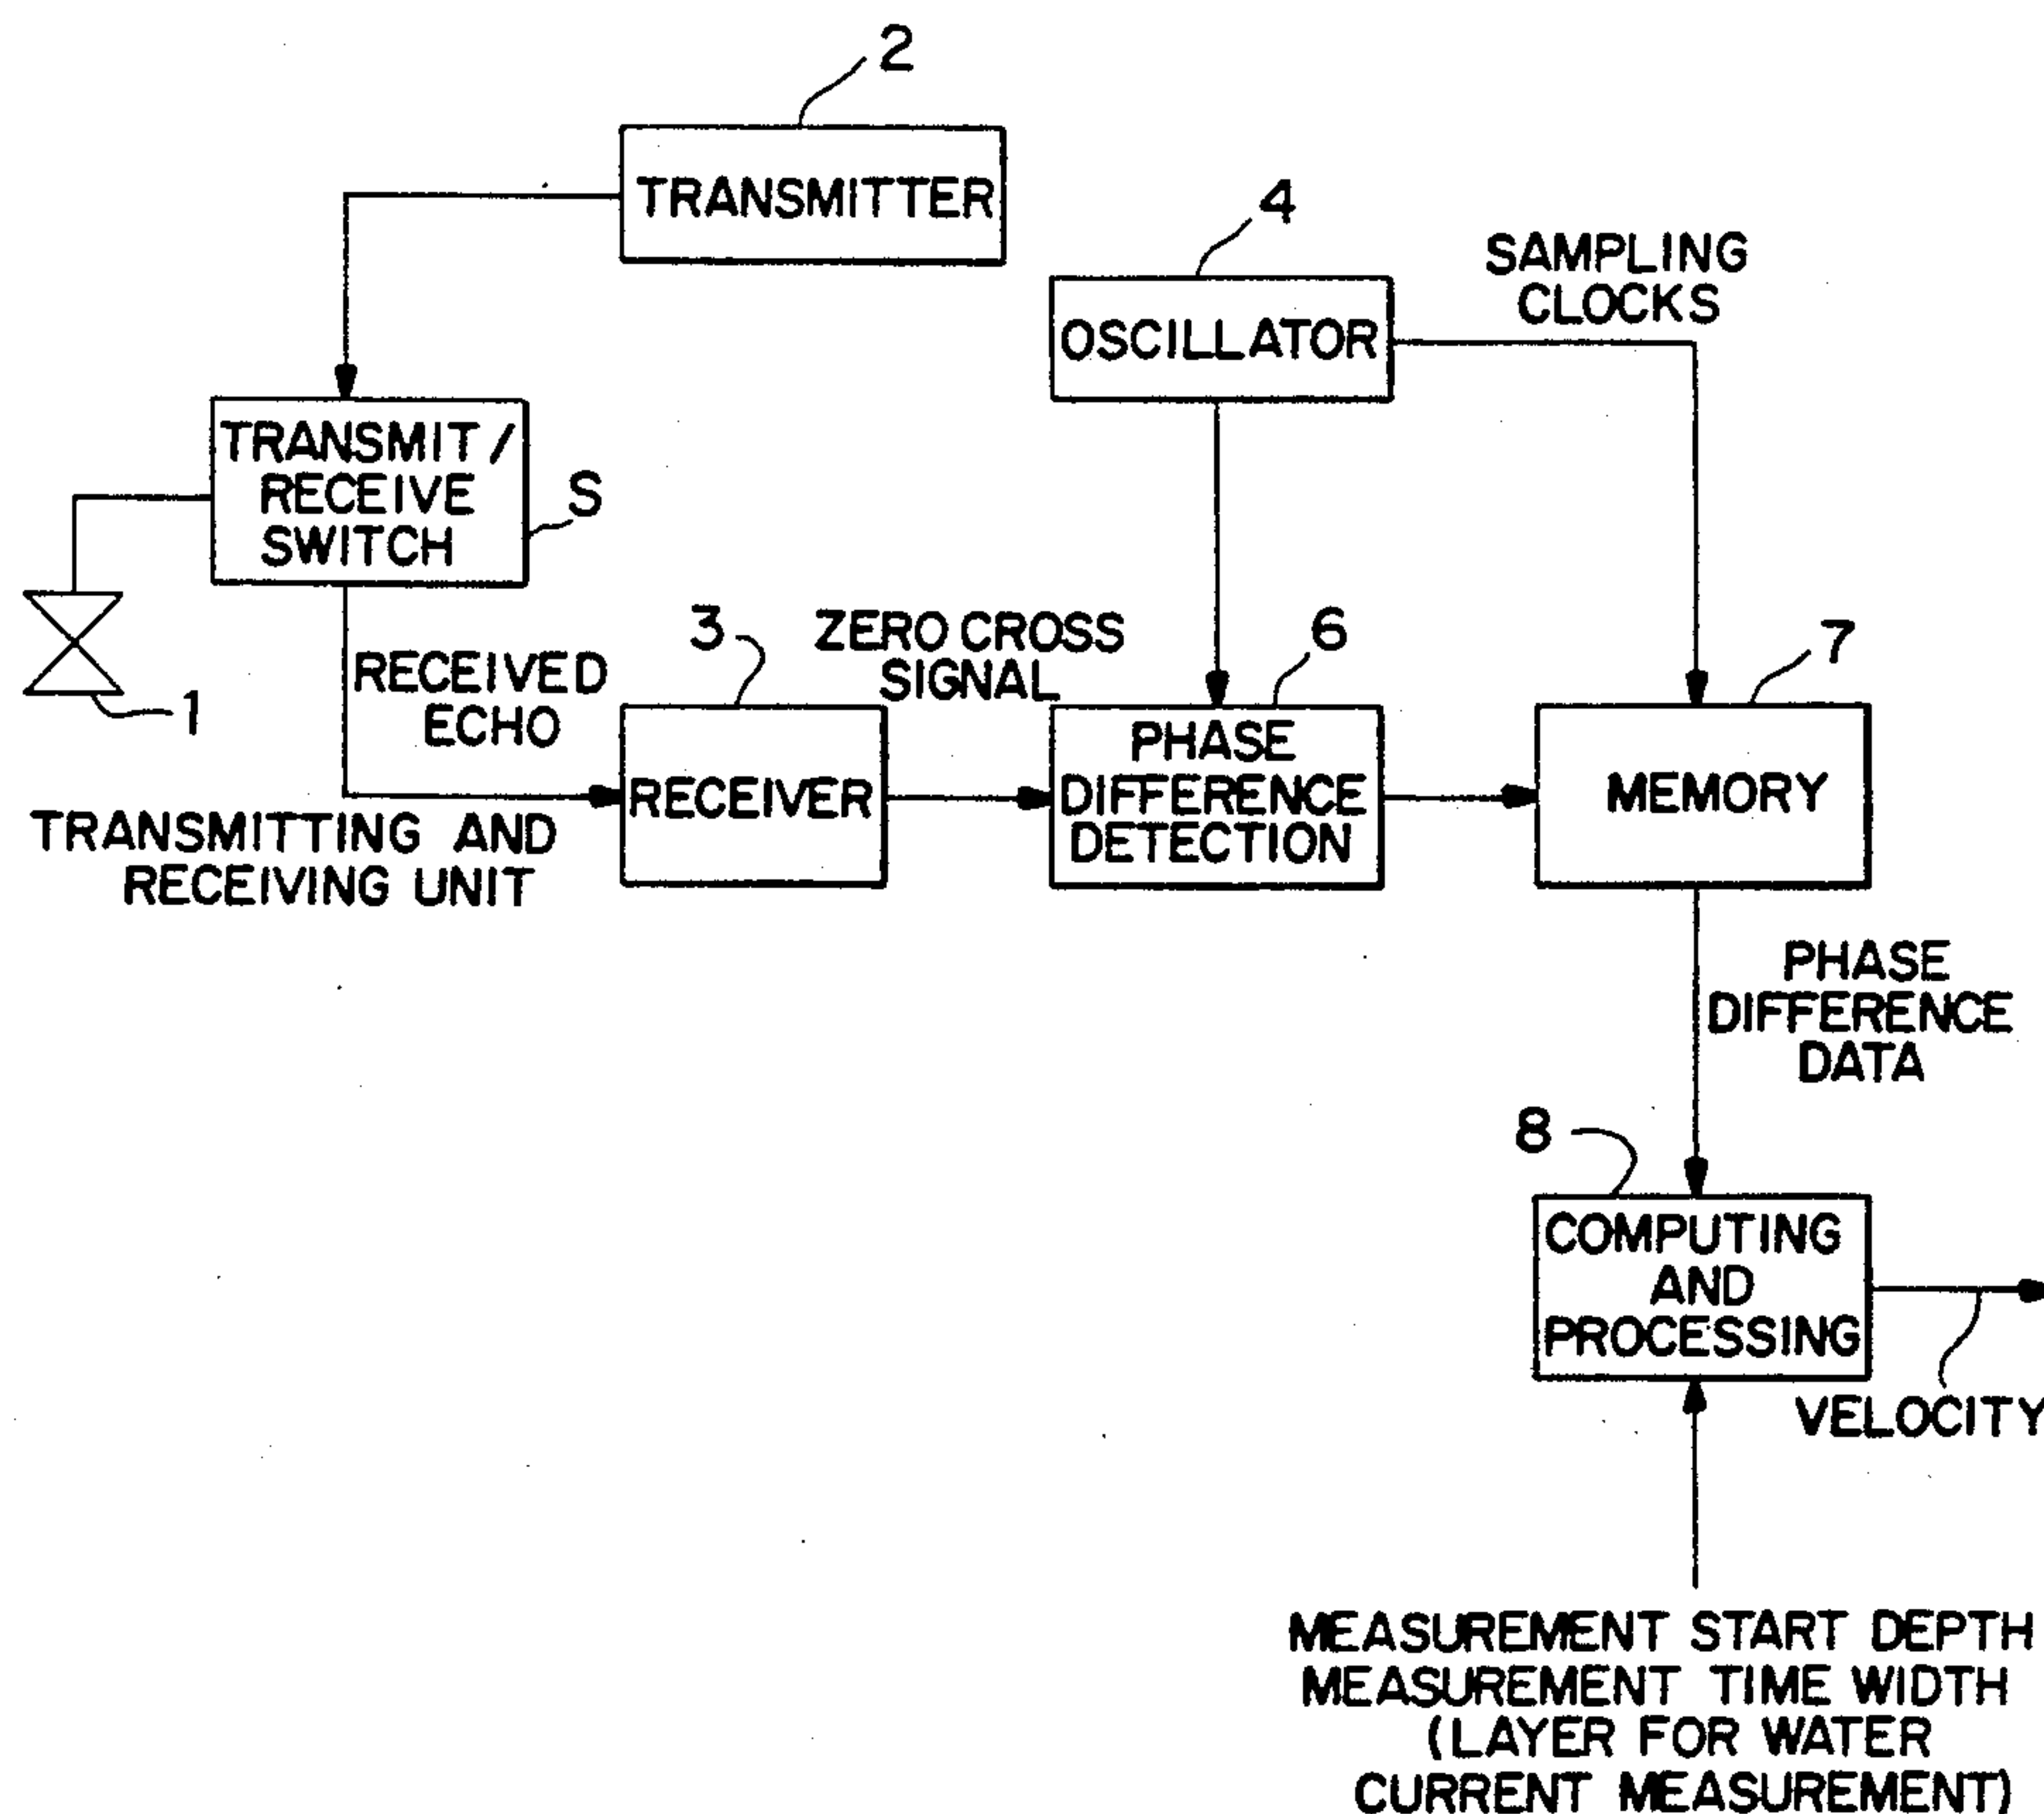 2
TRANSMITTER
4
SAMPLING
CLOCKS
OSCILLATOR
TRANSMIT/
RECEIVE
SWITCH
S
1
RECEIVED
ECHO
TRANSMITTING AND
RECEIVING UNIT
3
RECEIVER
ZERO CROSS
SIGNAL
6
PHASE
DIFFERENCE
DETECTION
7
MEMORY
PHASE
DIFFERENCE
DATA
8
COMPUTING
AND
PROCESSING
VELOCITY
MEASUREMENT START DEPTH
MEASUREMENT TIME WIDTH
(LAYER FOR WATER
CURRENT MEASUREMENT)